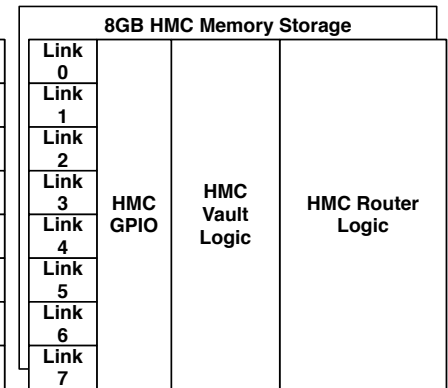 8GB HMC Memory Storage
Link
0
Link
1
Link
2
Link
3
Link
4
Link
5
Link
6
Link
7
HMC
GPIO
HMC
Vault
Logic
HMC Router
Logic